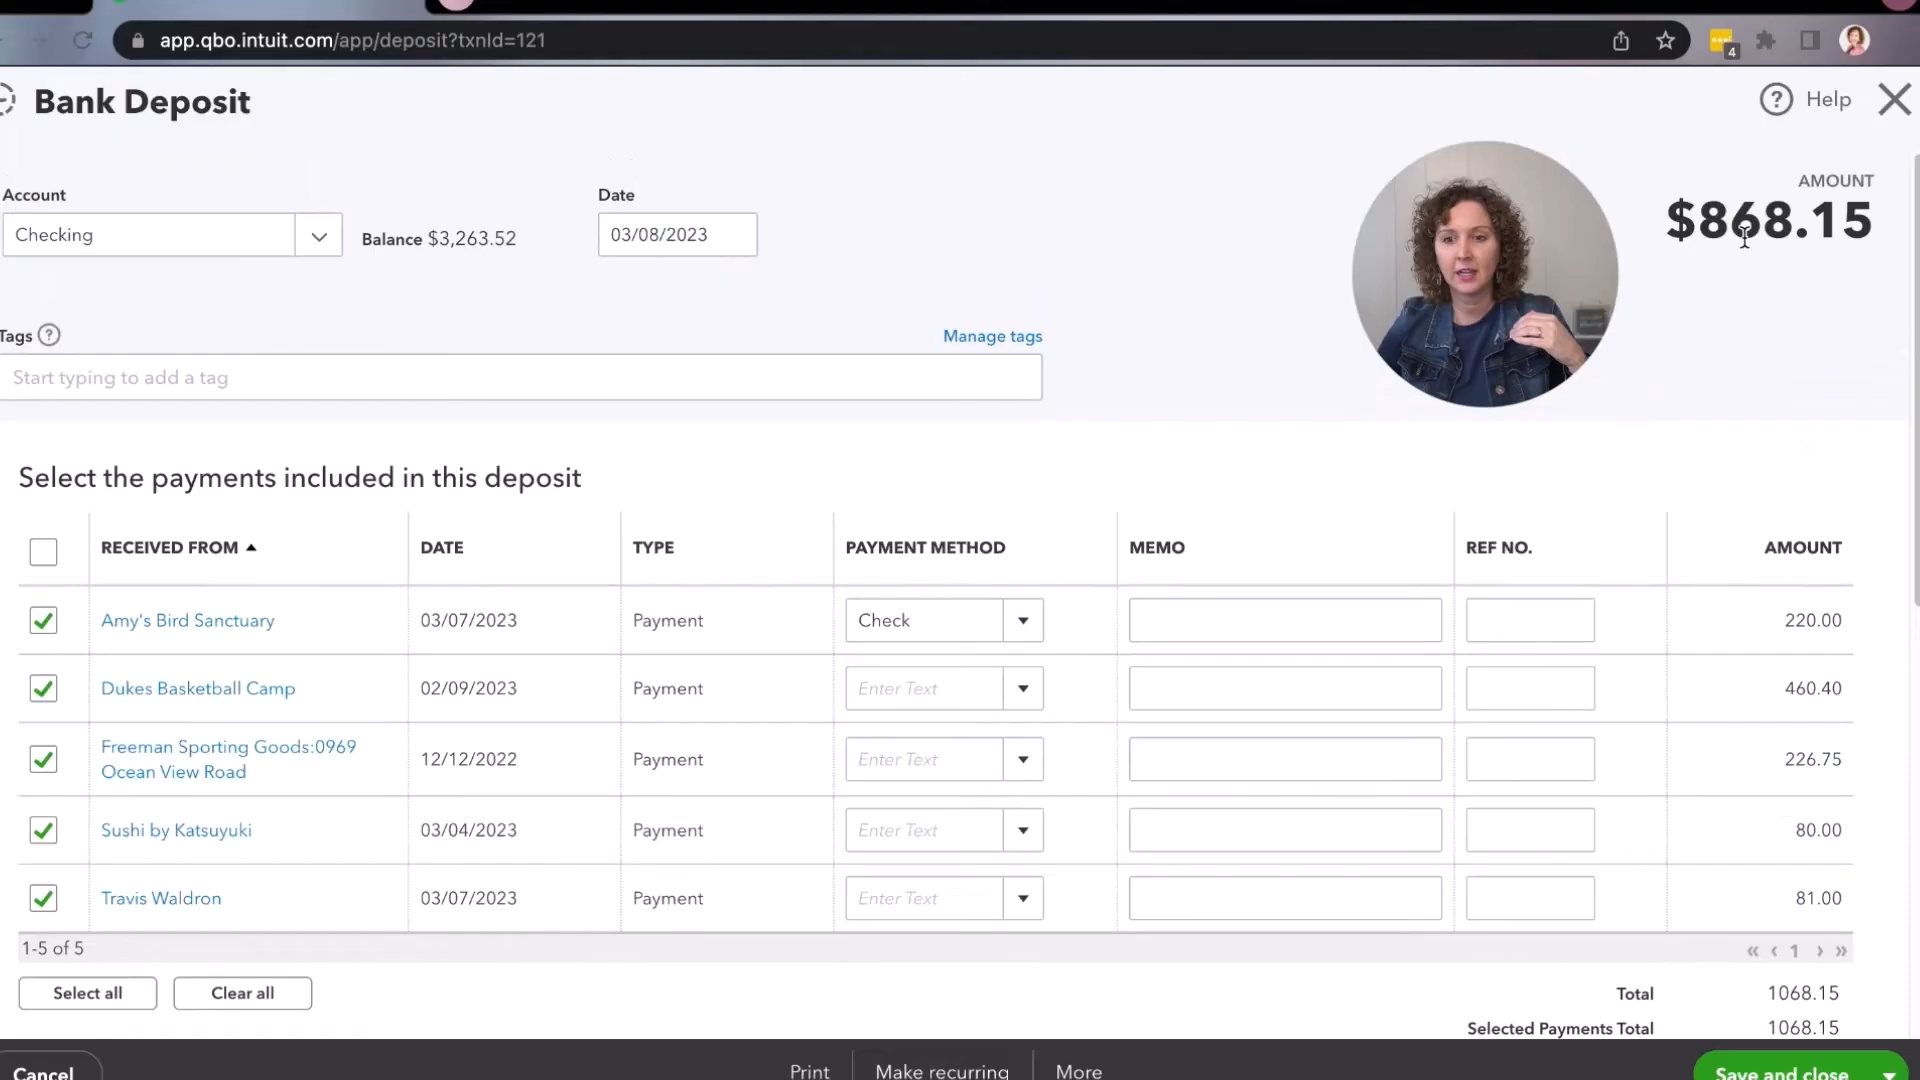 app.qbo.intuit.com/app/deposit?txnId=121
4
Bank Deposit
? Help
Account
Checking
Balance $3,263.52
Date
03/08/2023
AMOUNT
$868.15
Tags ?
Manage tags
Start typing to add a tag
Select the payments included in this deposit
RECEIVED FROM DATE TYPE PAYMENT METHOD MEMO REF NO. AMOUNT
Amy's Bird Sanctuary 03/07/2023 Payment Check 220.00
Dukes Basketball Camp 02/09/2023 Payment Enter Text 460.40
Freeman Sporting Goods:0969
Ocean View Road 12/12/2022 Payment Enter Text 226.75
Sushi by Katsuyuki 03/04/2023 Payment Enter Text 80.00
Travis Waldron 03/07/2023 Payment Enter Text 81.00
1-5 of 5 « ‹ 1 › »
Select all Clear all
Total 1068.15
Selected Payments Total 1068.15
Cancel Print Make recurring More Save and close